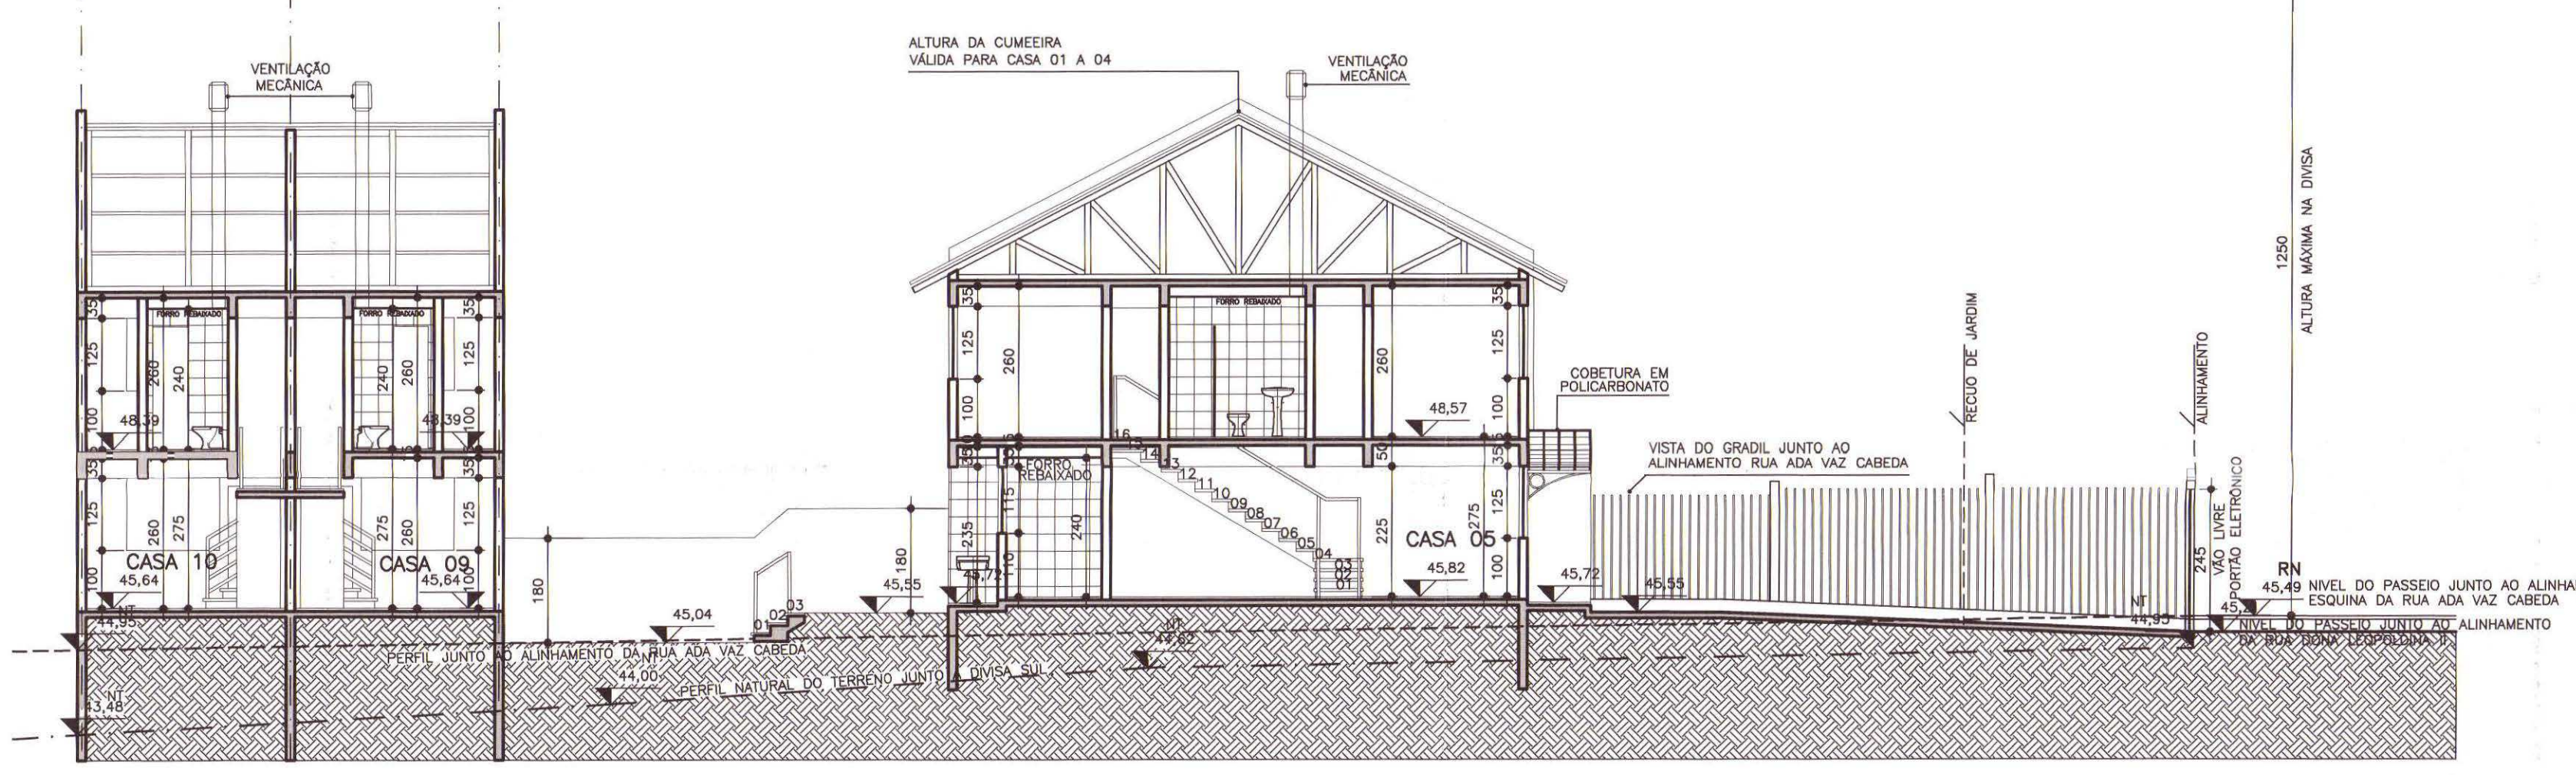 VENTILAÇÃO
MECÂNICA
ALTURA DA CUMEEIRA
VÁLIDA PARA CASA 01 A 04
VENTILAÇÃO
MECÂNICA
35
125
100
48,39
260
240
FORRO REBAIXADO
FORRO REBAIXADO
240
260
35
125
100
48,39
35
125
100
260
275
CASA 10
45,64
275
260
35
125
100
CASA 09
45,64
NT
44,95
NT
43,48
180
45,04
01
02
03
180
45,55
PERFIL JUNTO AO ALINHAMENTO DA RUA ADA VAZ CABEDA
NT
44,00
PERFIL NATURAL DO TERRENO JUNTO A DIVISA SUL
35
125
100
260
FORRO REBAIXADO
260
35
125
100
48,57
35
235
45,72
115
110
FORRO
REBAIXADO
240
16
15
14
13
12
11
10
09
08
07
06
05
04
03
02
01
50
225
275
35
125
100
CASA 05
45,82
NT
44,62
COBETURA EM
POLICARBONATO
45,72
45,55
VISTA DO GRADIL JUNTO AO
ALINHAMENTO RUA ADA VAZ CABEDA
RECUO DE JARDIM
ALINHAMENTO
245
VÃO LIVRE
PORTÃO ELETRÔNICO
NT
44,95
1250
ALTURA MÁXIMA NA DIVISA
RN
45,49 NIVEL DO PASSEIO JUNTO AO ALINHA
ESQUINA DA RUA ADA VAZ CABEDA
NIVEL DO PASSEIO JUNTO AO ALINHAMENTO
DA RUA DONA LEOPOLDINA II